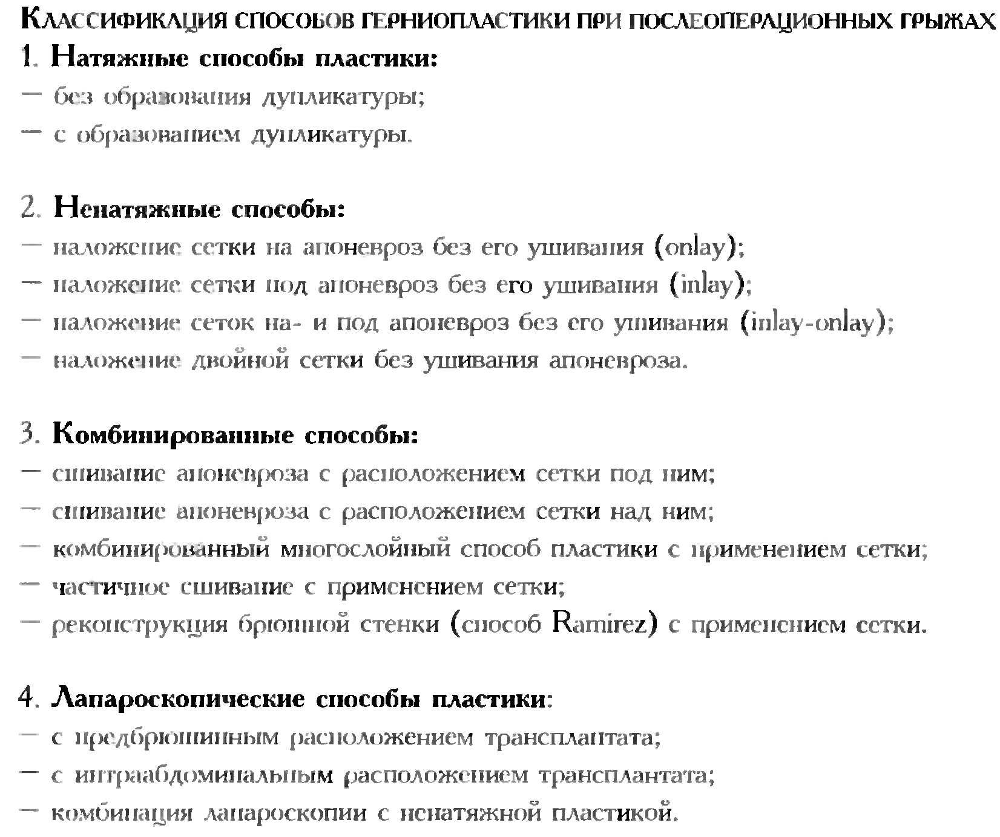 Классификация способов герниопластики при послеоперационных грыжах
1. Натяжные способы пластики:
— без образования дупликатуры;
— с образованием дупликатуры.
2. Ненатяжные способы:
— наложение сетки на апоневроз без его ушивания (onlay);
— наложение сетки под апоневроз без его ушивания (inlay);
— наложение сеток на- и под апоневроз без его ушивания (inlay-onlay);
— наложение двойной сетки без ушивания апоневроза.
3. Комбинированные способы:
— сшивание апоневроза с расположением сетки под ним;
— сшивание апоневроза с расположением сетки над ним;
— комбинированный многослойный способ пластики с применением сетки;
— частичное сшивание с применением сетки;
— реконструкция брюшной стенки (способ Ramirez) с применением сетки.
4. Лапароскопические способы пластики:
— с предбрюшинным расположением трансплантата;
— с интраабдоминальным расположением трансплантата;
— комбинация лапароскопии с ненатяжной пластикой.